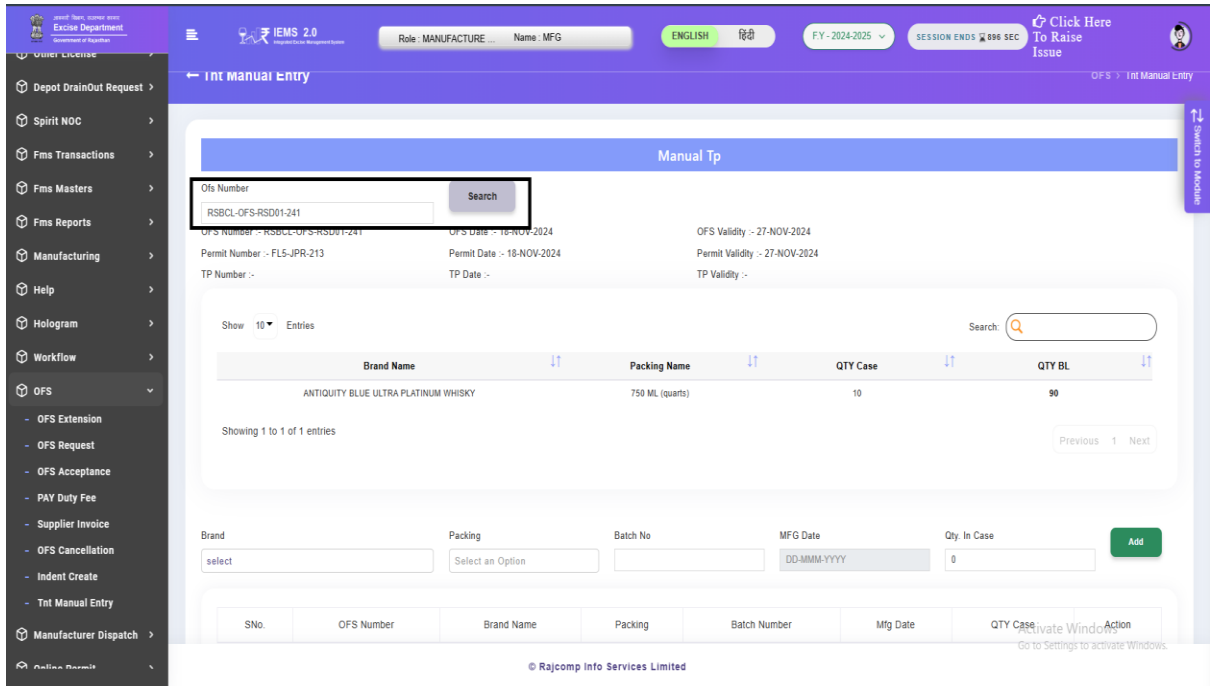 आबकारी विभाग, राजस्थान सरकार
Excise Department
Government of Rajasthan
IEMS 2.0
Integrated Excise Management System
Role : MANUFACTURE ... Name : MFG
ENGLISH
हिंदी
F.Y - 2024-2025
SESSION ENDS 896 SEC
Click Here
To Raise
Issue
Other License
Depot DrainOut Request
Spirit NOC
Fms Transactions
Fms Masters
Fms Reports
Manufacturing
Help
Hologram
Workflow
OFS
- OFS Extension
- OFS Request
- OFS Acceptance
- PAY Duty Fee
- Supplier Invoice
- OFS Cancellation
- Indent Create
- Tnt Manual Entry
Manufacturer Dispatch
Online Permit
← Tnt Manual Entry
OFS > Tnt Manual Entry
Switch to Module
Manual Tp
Ofs Number
Search
RSBCL-OFS-RSD01-241
OFS Number :- RSBCL-OFS-RSD01-241 OFS Date :- 18-NOV-2024 OFS Validity :- 27-NOV-2024
Permit Number :- FL5-JPR-213 Permit Date :- 18-NOV-2024 Permit Validity :- 27-NOV-2024
TP Number :- TP Date :- TP Validity :-
Show 10 Entries Search:
Brand Name Packing Name QTY Case QTY BL
ANTIQUITY BLUE ULTRA PLATINUM WHISKY 750 ML (quarts) 10 90
Showing 1 to 1 of 1 entries
Previous 1 Next
Brand Packing Batch No MFG Date Qty. In Case
select Select an Option DD-MMM-YYYY 0
Add
SNo. OFS Number Brand Name Packing Batch Number Mfg Date QTY Case Action
Activate Windows
Go to Settings to activate Windows.
© Rajcomp Info Services Limited